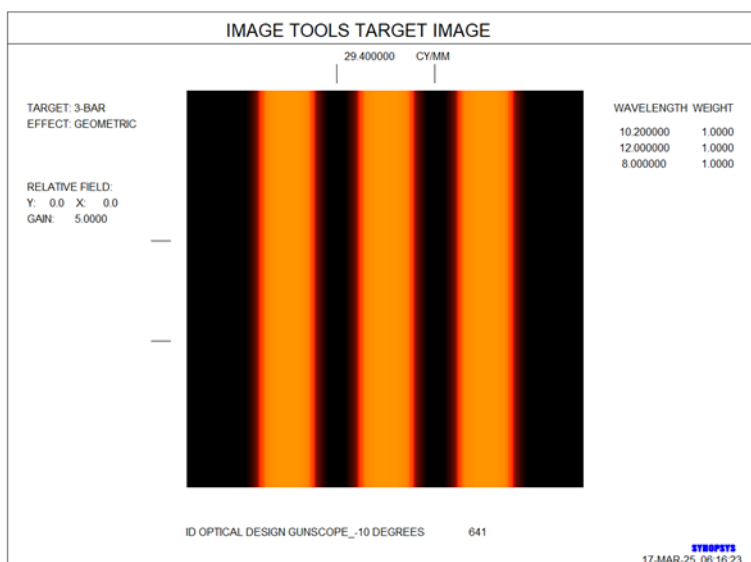 IMAGE TOOLS TARGET IMAGE
29.400000 CY/MM
TARGET: 3-BAR
EFFECT: GEOMETRIC
WAVELENGTH WEIGHT
10.200000 1.0000
12.000000 1.0000
8.000000 1.0000
RELATIVE FIELD:
Y: 0.0 X: 0.0
GAIN: 5.0000
ID OPTICAL DESIGN GUNSCOPE_-10 DEGREES 641
SYNOPSYS
17-MAR-25 06:16:23